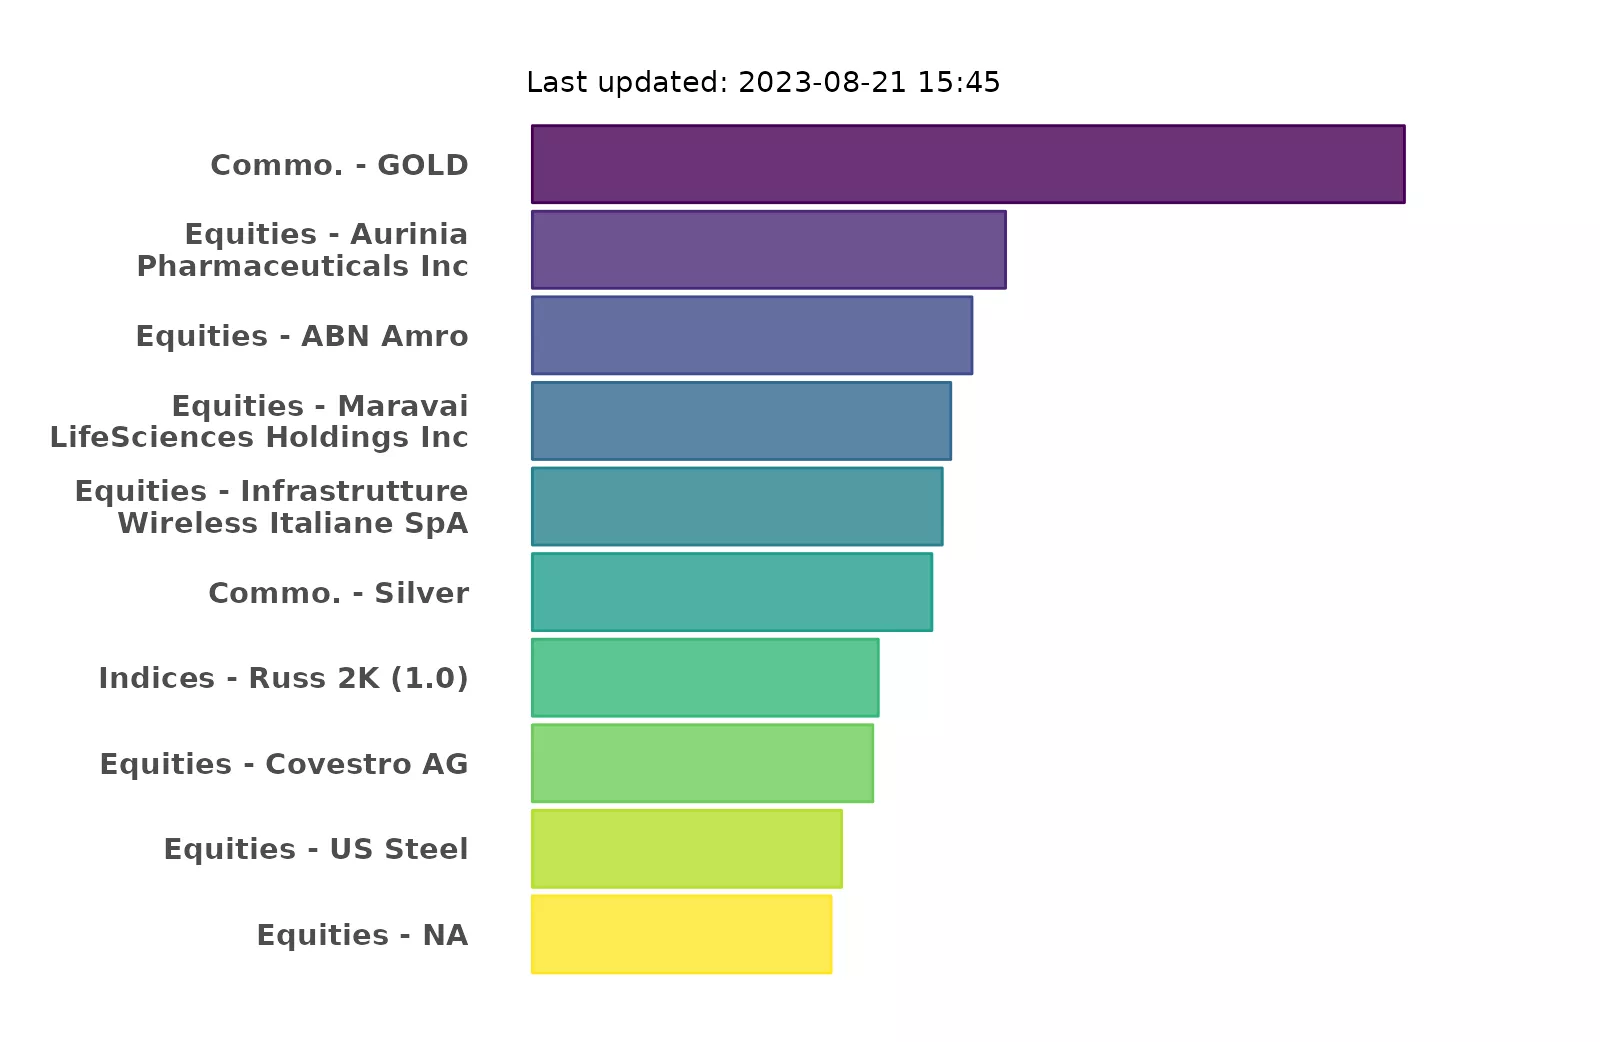 Last updated: 2023-08-21 15:45
Commo. - GOLD
Equities - Aurinia
Pharmaceuticals Inc
Equities - ABN Amro
Equities - Maravai
LifeSciences Holdings Inc
Equities - Infrastrutture
Wireless Italiane SpA
Commo. - Silver
Indices - Russ 2K (1.0)
Equities - Covestro AG
Equities - US Steel
Equities - NA